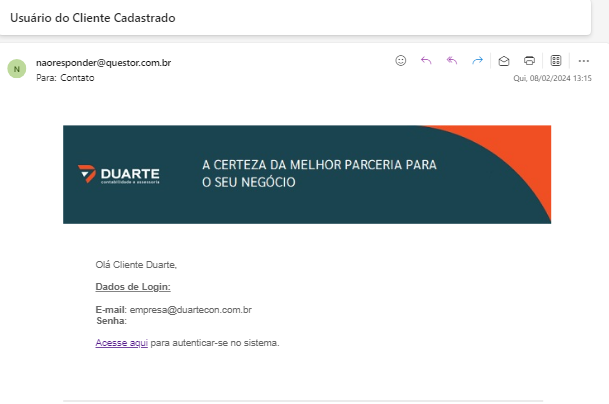 Usuário do Cliente Cadastrado
N
naoresponder@questor.com.br
Para: Contato
Qui, 08/02/2024 13:15
DUARTE
contabilidade e assessoria
A CERTEZA DA MELHOR PARCERIA PARA
O SEU NEGÓCIO
Olá Cliente Duarte,
Dados de Login:
E-mail: empresa@duartecon.com.br
Senha:
Acesse aqui para autenticar-se no sistema.